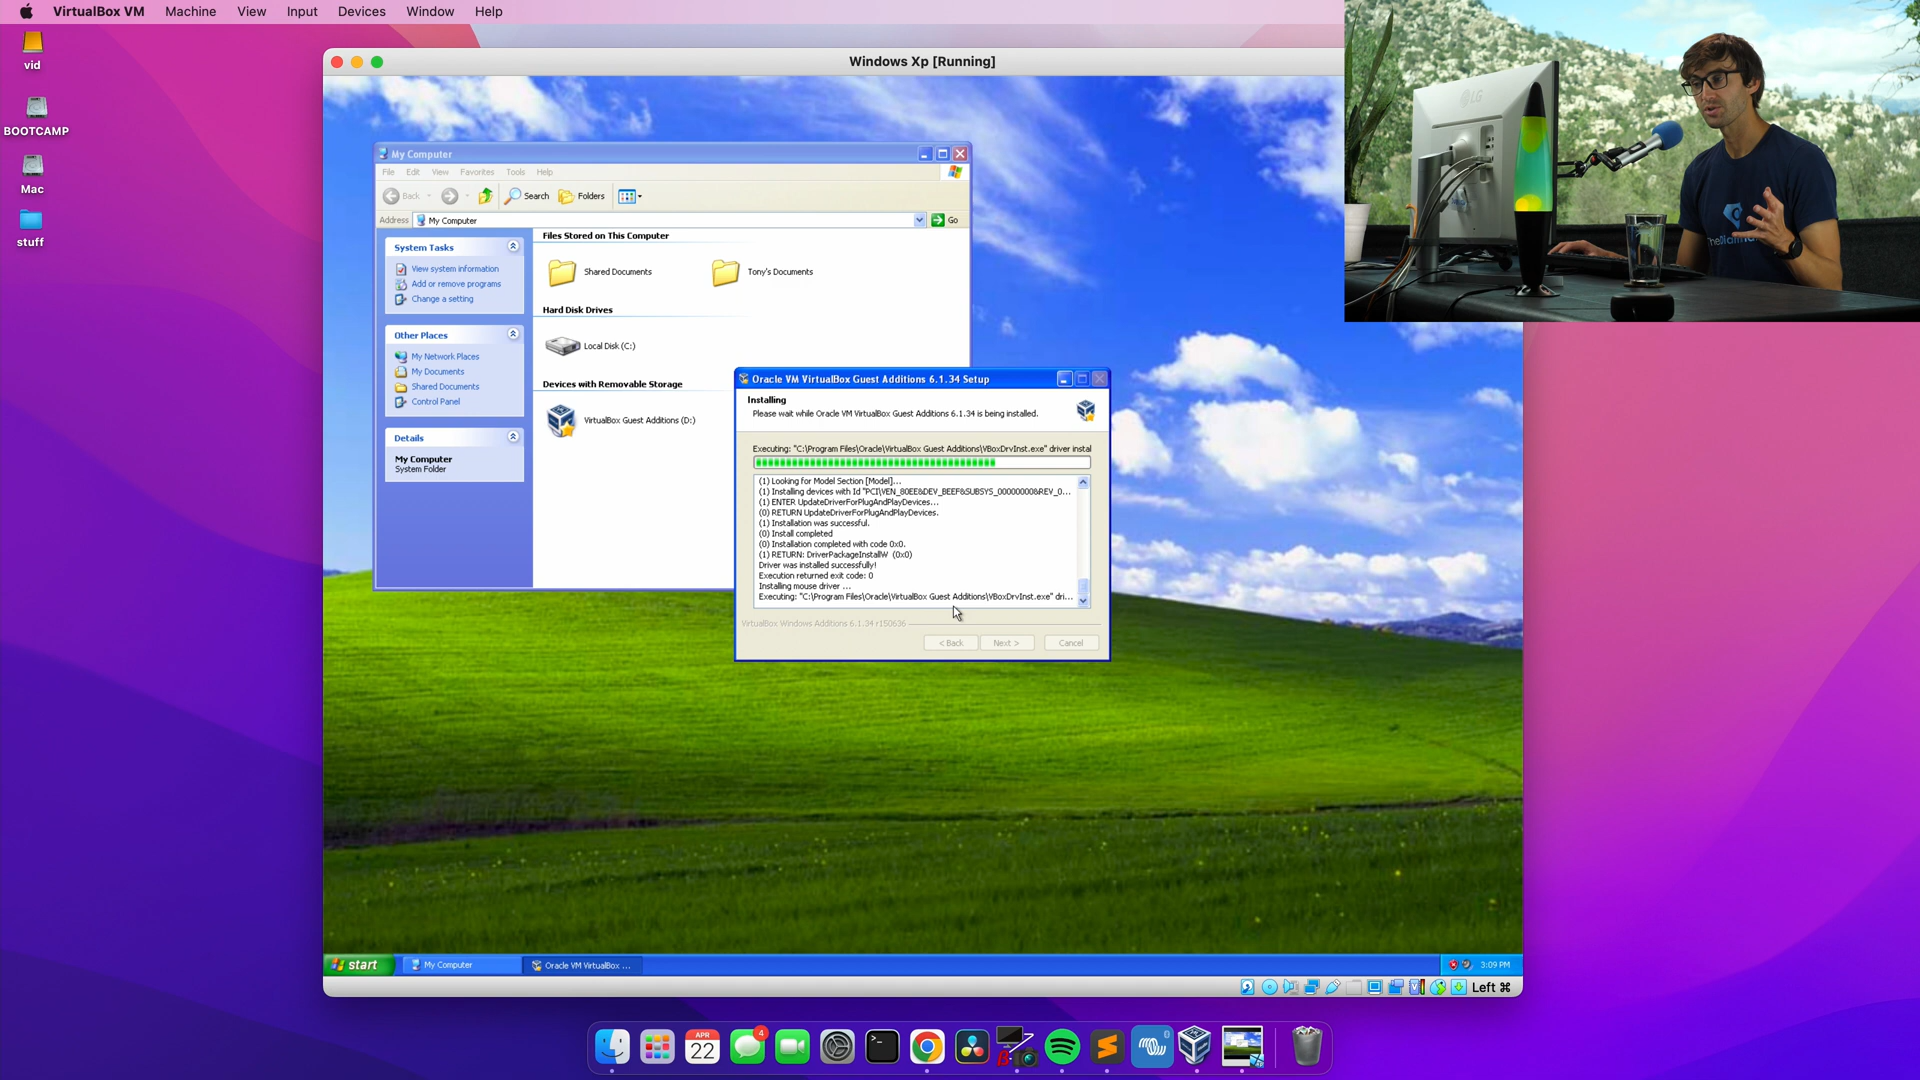 VirtualBox VM Machine View Input Devices Window Help
vid
BOOTCAMP
Mac
stuff
Windows Xp [Running]
My Computer
File Edit View Favorites Tools Help
Back Search Folders
Address My Computer Go
System Tasks
View system information
Add or remove programs
Change a setting
Other Places
My Network Places
My Documents
Shared Documents
Control Panel
Details
My Computer
System Folder
Files Stored on This Computer
Shared Documents Tony's Documents
Hard Disk Drives
Local Disk (C:)
Devices with Removable Storage
VirtualBox Guest Additions (D:)
Oracle VM VirtualBox Guest Additions 6.1.34 Setup
Installing
Please wait while Oracle VM VirtualBox Guest Additions 6.1.34 is being installed.
Executing: "C:\Program Files\Oracle\VirtualBox Guest Additions\VBoxDrvInst.exe" driver instal
(1) Looking for Model Section [Model]...
(1) Installing devices with Id "PCI\VEN_80EE&DEV_BEEF&SUBSYS_00000000&REV_0...
(1) ENTER UpdateDriverForPlugAndPlayDevices...
(0) RETURN UpdateDriverForPlugAndPlayDevices.
(1) Installation was successful.
(0) Install completed
(0) Installation completed with code 0x0.
(1) RETURN: DriverPackageInstallW (0x0)
Driver was installed successfully!
Execution returned exit code: 0
Installing mouse driver ...
Executing: "C:\Program Files\Oracle\VirtualBox Guest Additions\VBoxDrvInst.exe" dri...
VirtualBox Windows Additions 6.1.34 r150636
< Back Next > Cancel
start My Computer Oracle VM VirtualBox ... 3:09 PM
Left ⌘
LG
APR
22
4